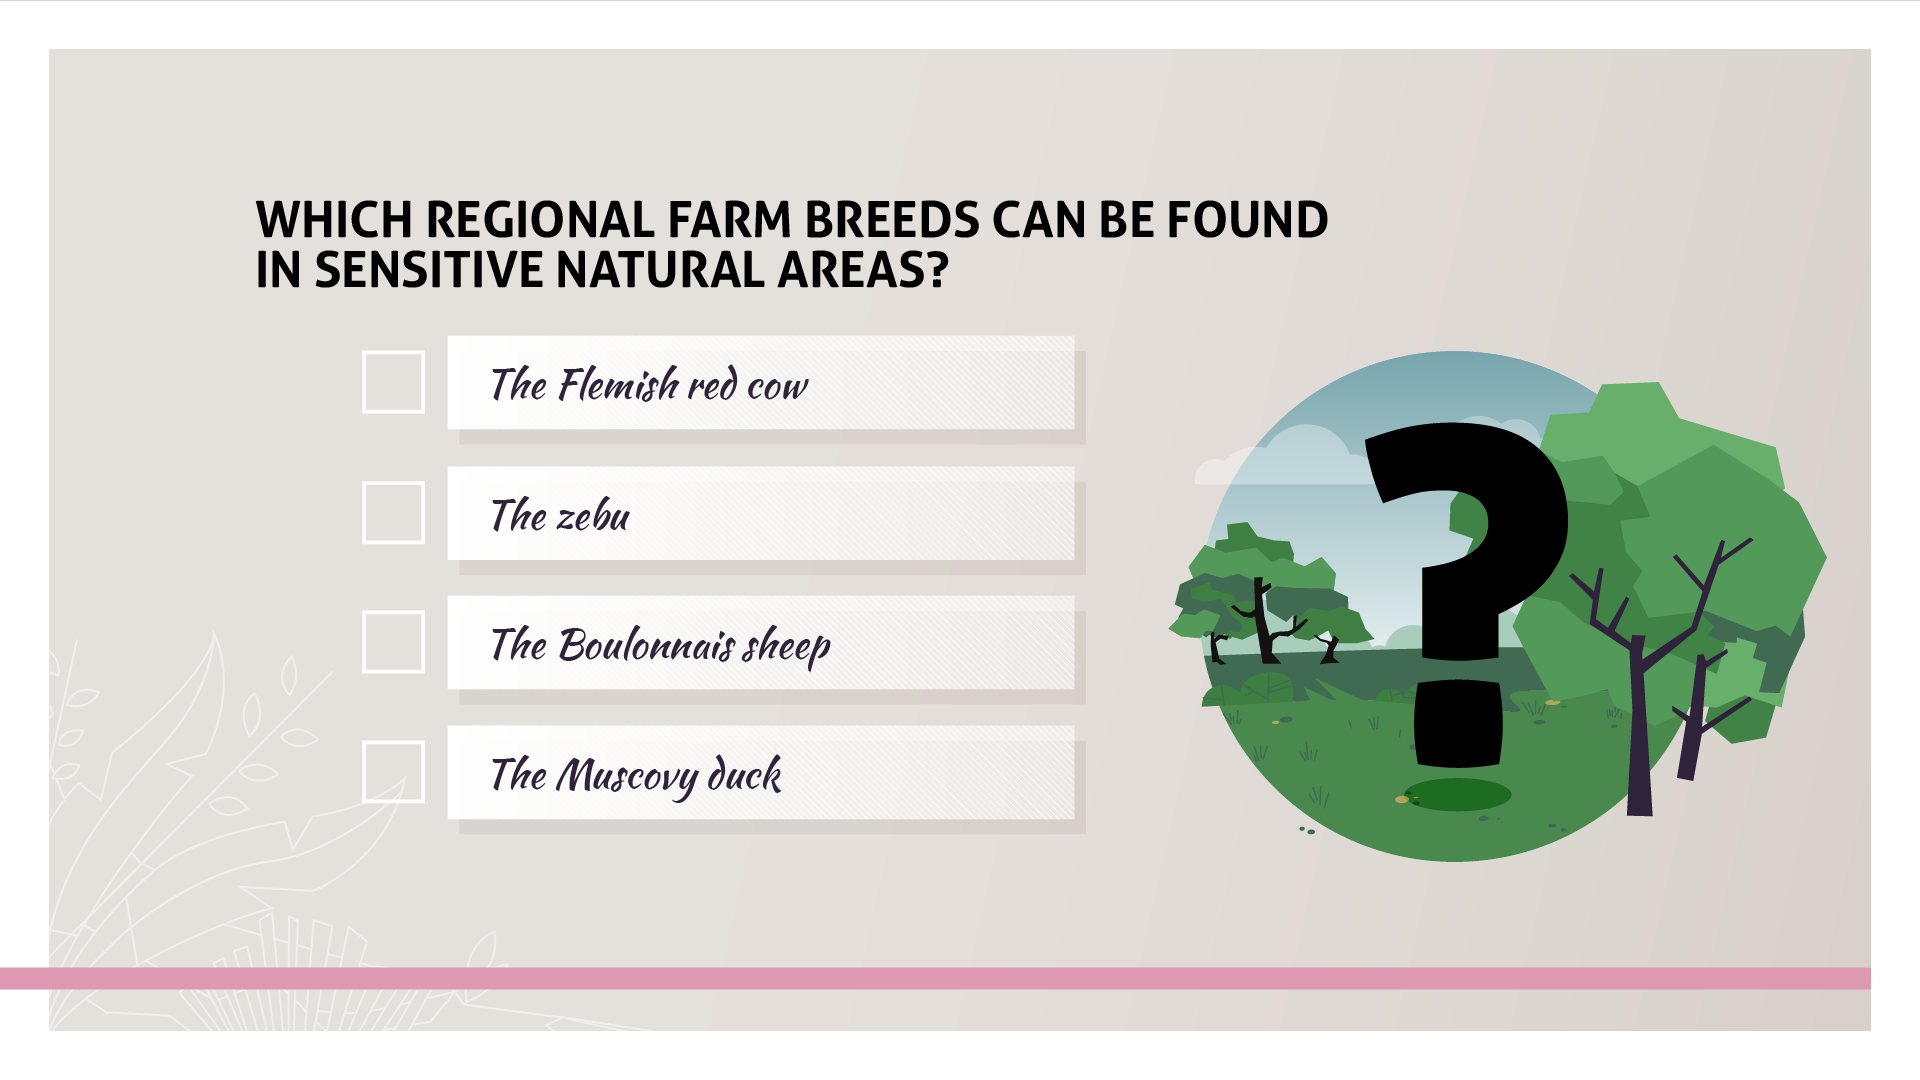 WHICH REGIONAL FARM BREEDS CAN BE FOUND
IN SENSITIVE NATURAL AREAS?
The Flemish red cow
The zebu
The Boulonnais sheep
The Muscovy duck
?